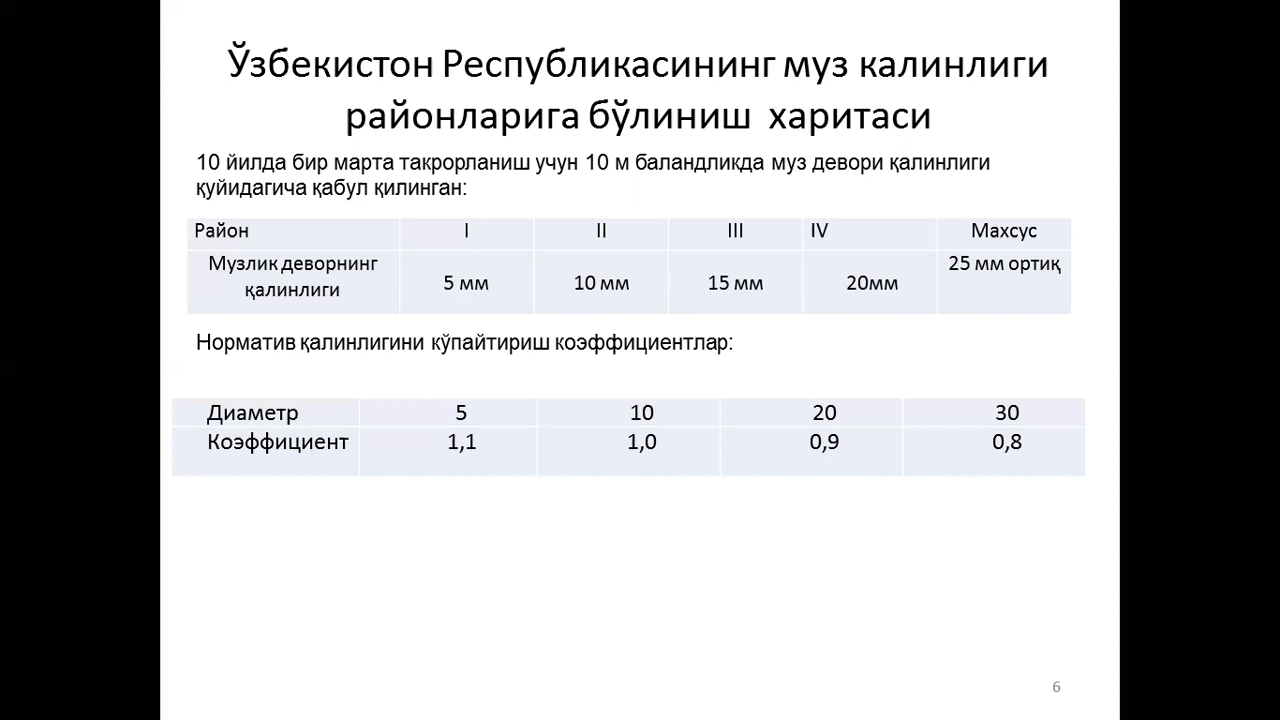 Ўзбекистон Республикасининг муз калинлиги
районларига бўлиниш харитаси
10 йилда бир марта такрорланиш учун 10 м баландликда муз девори қалинлиги
қуйидагича қабул қилинган:
Район I II III IV Махсус
Музлик деворнинг
қалинлиги 5 мм 10 мм 15 мм 20мм 25 мм ортиқ
Норматив қалинлигини кўпайтириш коэффициентлар:
Диаметр 5 10 20 30
Коэффициент 1,1 1,0 0,9 0,8
6